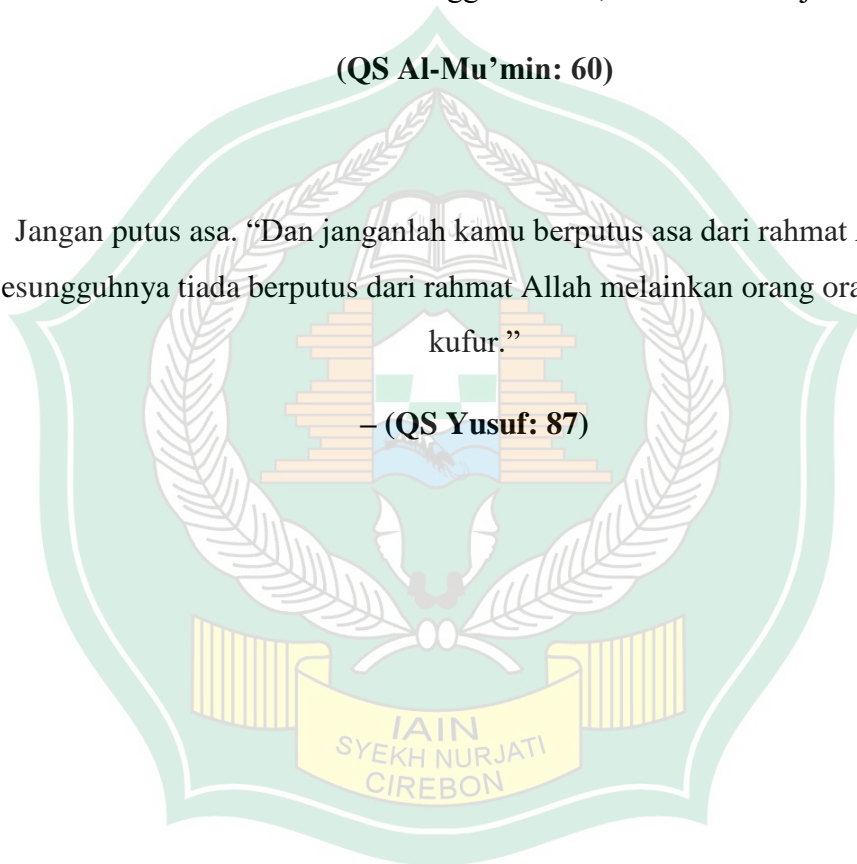 (QS Al-Mu’min: 60)
Jangan putus asa. “Dan janganlah kamu berputus asa dari rahmat
esungguhnya tiada berputus dari rahmat Allah melainkan orang ora
kufur.”
– (QS Yusuf: 87)
IAIN
SYEKH NURJATI
CIREBON